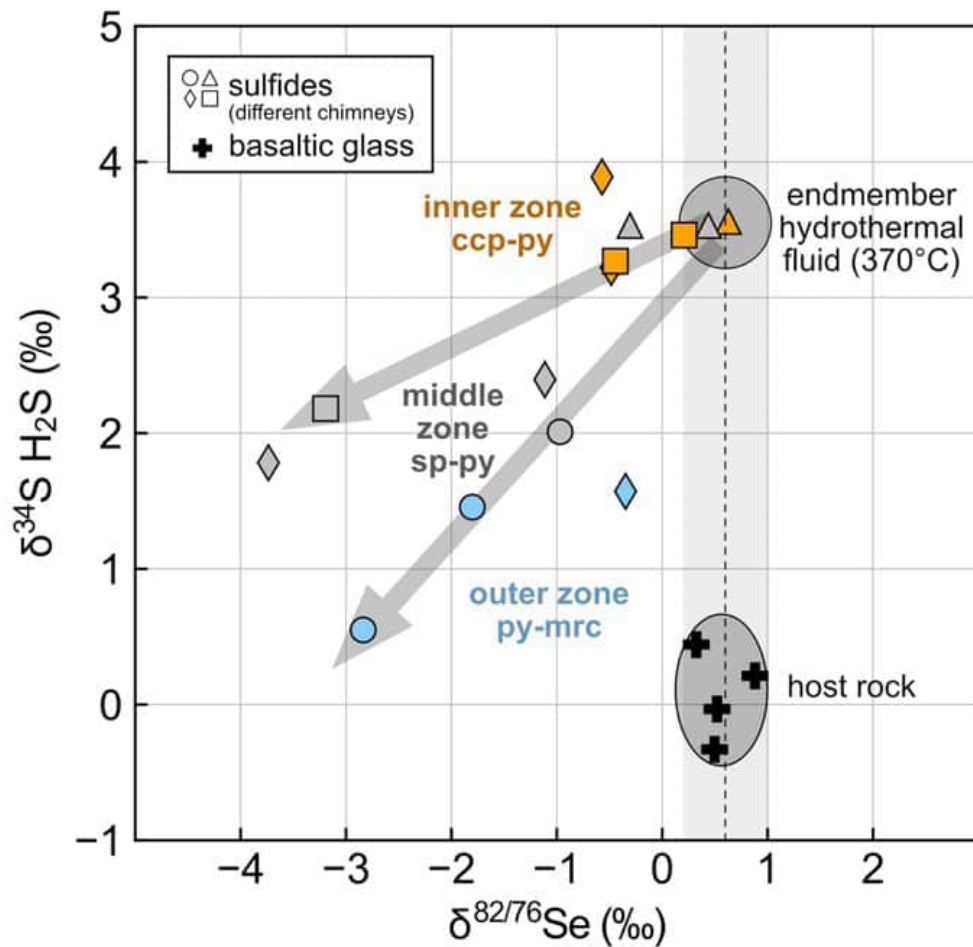 5
4
3
2
1
0
−1
δ³⁴S H₂S (‰)
sulfides
(different chimneys)
basaltic glass
inner zone
ccp-py
endmember
hydrothermal
fluid (370°C)
middle
zone
sp-py
outer zone
py-mrc
host rock
−4 −3 −2 −1 0 1 2
δ⁸²/⁷⁶Se (‰)